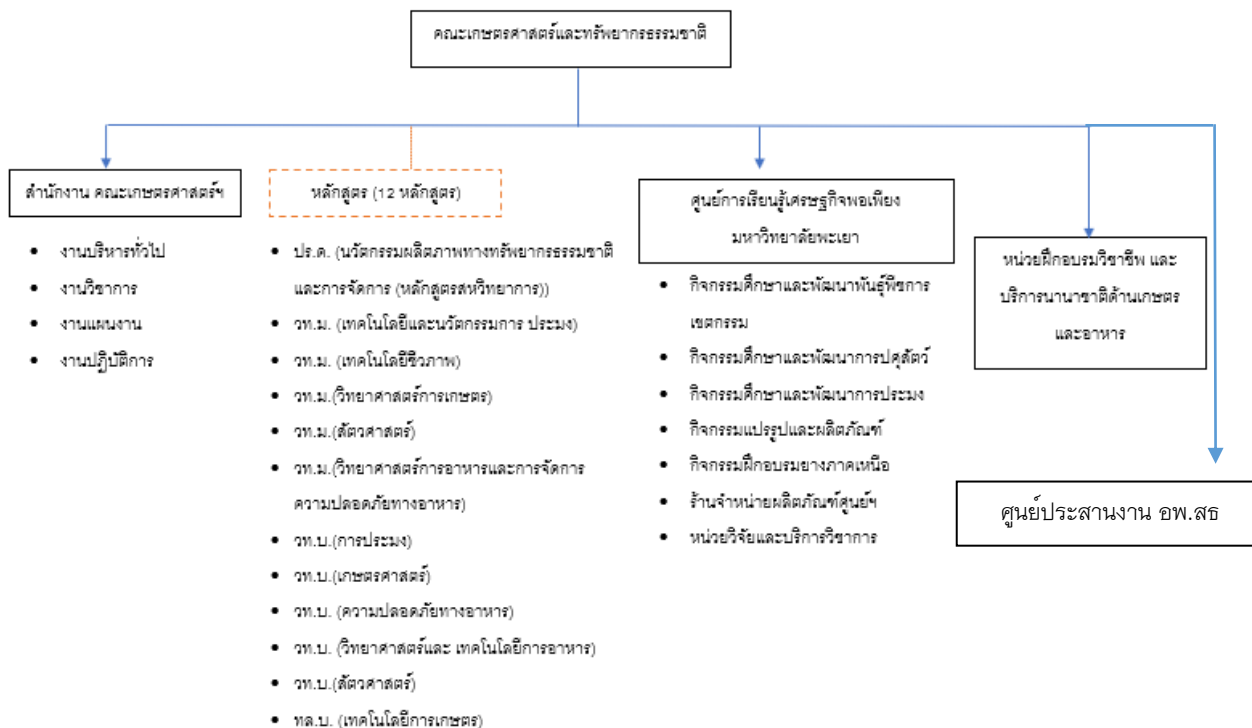 คณะเกษตรศาสตร์และทรัพยากรธรรมชาติ
สำนักงาน คณะเกษตรศาสตร์ฯ
• งานบริหารทั่วไป
• งานวิชาการ
• งานแผนงาน
• งานปฏิบัติการ
หลักสูตร (12 หลักสูตร)
• ปร.ด. (นวัตกรรมผลิตภาพทางทรัพยากรธรรมชาติ
และการจัดการ (หลักสูตรสหวิทยาการ))
• วท.ม. (เทคโนโลยีและนวัตกรรมการ ประมง)
• วท.ม. (เทคโนโลยีชีวภาพ)
• วท.ม.(วิทยาศาสตร์การเกษตร)
• วท.ม.(สัตวศาสตร์)
• วท.ม.(วิทยาศาสตร์การอาหารและการจัดการ
ความปลอดภัยทางอาหาร)
• วท.บ.(การประมง)
• วท.บ.(เกษตรศาสตร์)
• วท.บ. (ความปลอดภัยทางอาหาร)
• วท.บ. (วิทยาศาสตร์และ เทคโนโลยีการอาหาร)
• วท.บ.(สัตวศาสตร์)
• ทล.บ. (เทคโนโลยีการเกษตร)
ศูนย์การเรียนรู้เศรษฐกิจพอเพียง
มหาวิทยาลัยพะเยา
• กิจกรรมศึกษาและพัฒนาพันธุ์พืชการ
เขตกรรม
• กิจกรรมศึกษาและพัฒนาการปศุสัตว์
• กิจกรรมศึกษาและพัฒนาการประมง
• กิจกรรมแปรรูปและผลิตภัณฑ์
• กิจกรรมฝึกอบรมยางภาคเหนือ
• ร้านจำหน่ายผลิตภัณฑ์ศูนย์ฯ
• หน่วยวิจัยและบริการวิชาการ
หน่วยฝึกอบรมวิชาชีพ และ
บริการนานาชาติด้านเกษตร
และอาหาร
ศูนย์ประสานงาน อพ.สธ